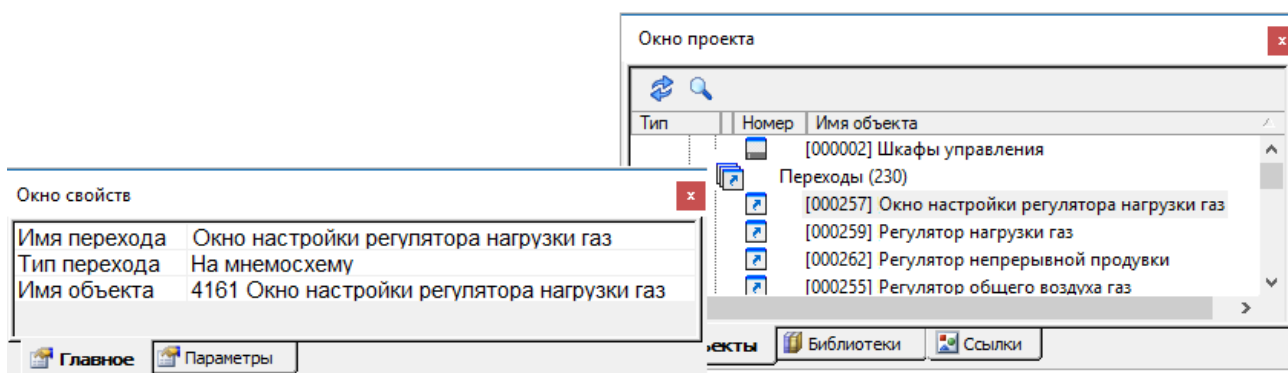 Окно проекта
x
Тип Номер Имя объекта
[000002] Шкафы управления
Переходы (230)
[000257] Окно настройки регулятора нагрузки газ
[000259] Регулятор нагрузки газ
[000262] Регулятор непрерывной продувки
[000255] Регулятор общего воздуха газ
ъекты Библиотеки Ссылки
Окно свойств
x
Имя перехода Окно настройки регулятора нагрузки газ
Тип перехода На мнемосхему
Имя объекта 4161 Окно настройки регулятора нагрузки газ
Главное Параметры